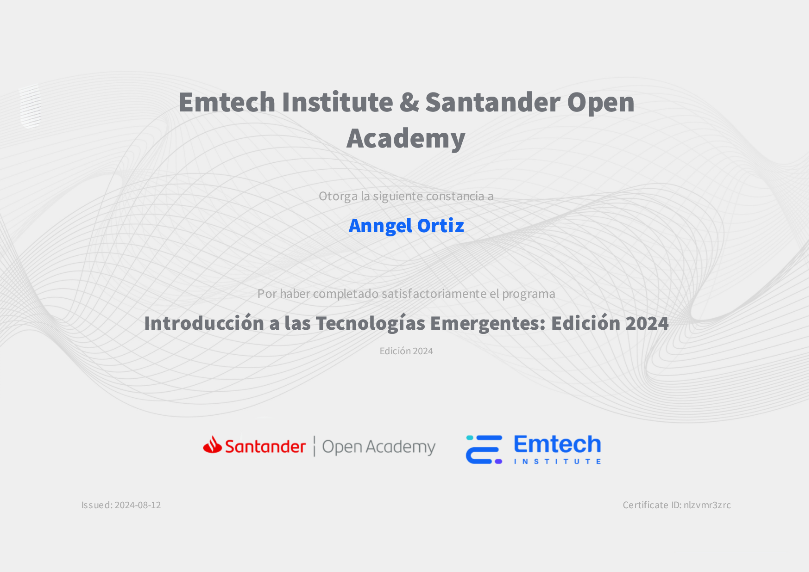 Emtech Institute & Santander Open
Academy
Otorga la siguiente constancia a
Anngel Ortiz
Por haber completado satisfactoriamente el programa
Introducción a las Tecnologías Emergentes: Edición 2024
Edición 2024
Santander | Open Academy
Emtech
INSTITUTE
Issued: 2024-08-12
Certificate ID: nlzvmr3zrc